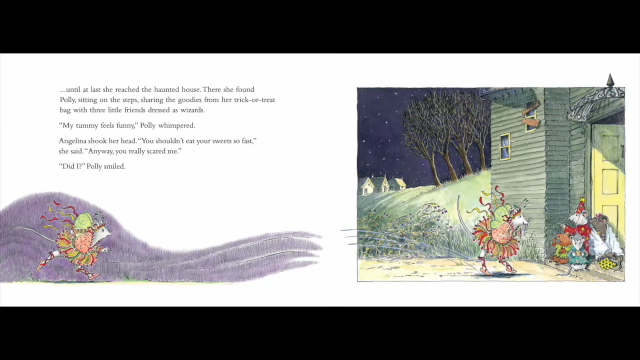 ...until at last she reached the haunted house. There she found
Polly, sitting on the steps, sharing the goodies from her trick-or-treat
bag with three little friends dressed as wizards.
"My tummy feels funny," Polly whimpered.
Angelina shook her head. "You shouldn't eat your sweets so fast,"
she said. "Anyway, you really scared me."
"Did I?" Polly smiled.